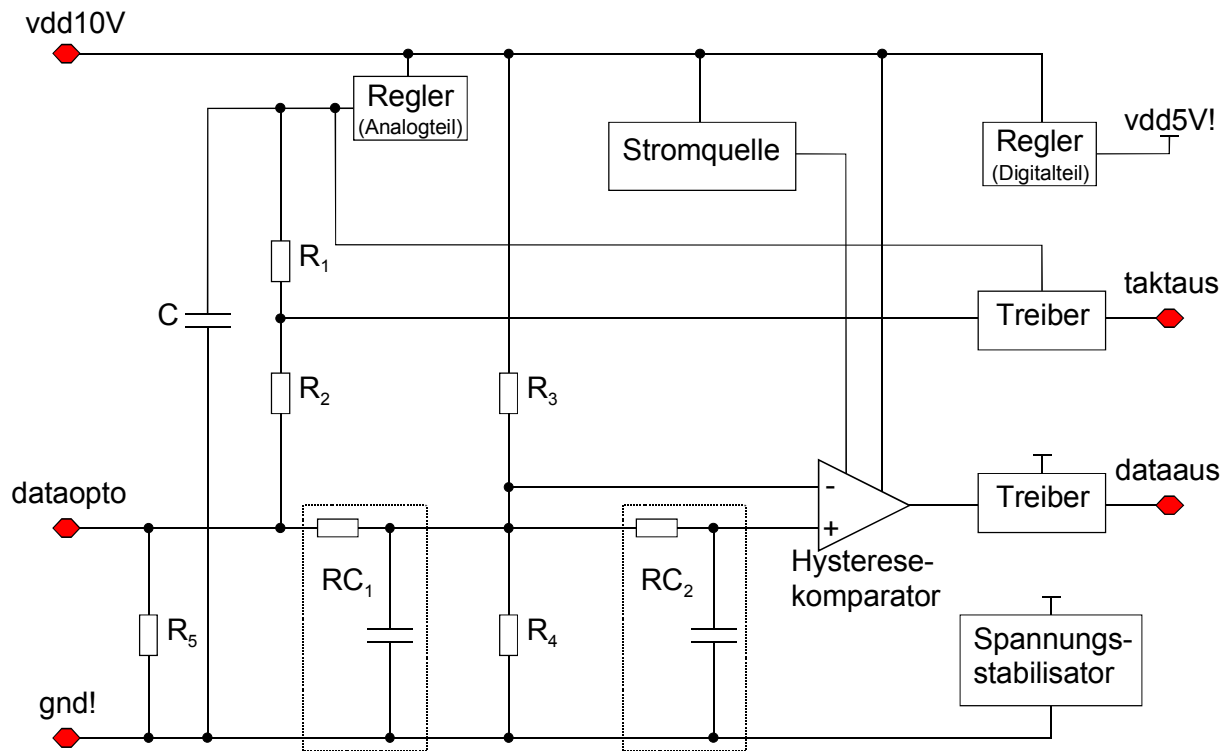 vdd10V
Regler
(Analogteil)
Stromquelle
Regler
(Digitalteil)
vdd5V!
R1
C
Treiber
taktaus
R2
R3
dataopto
-
+
Treiber
dataaus
Hysterese-
komparator
RC1
RC2
R5
R4
Spannungs-
stabilisator
gnd!